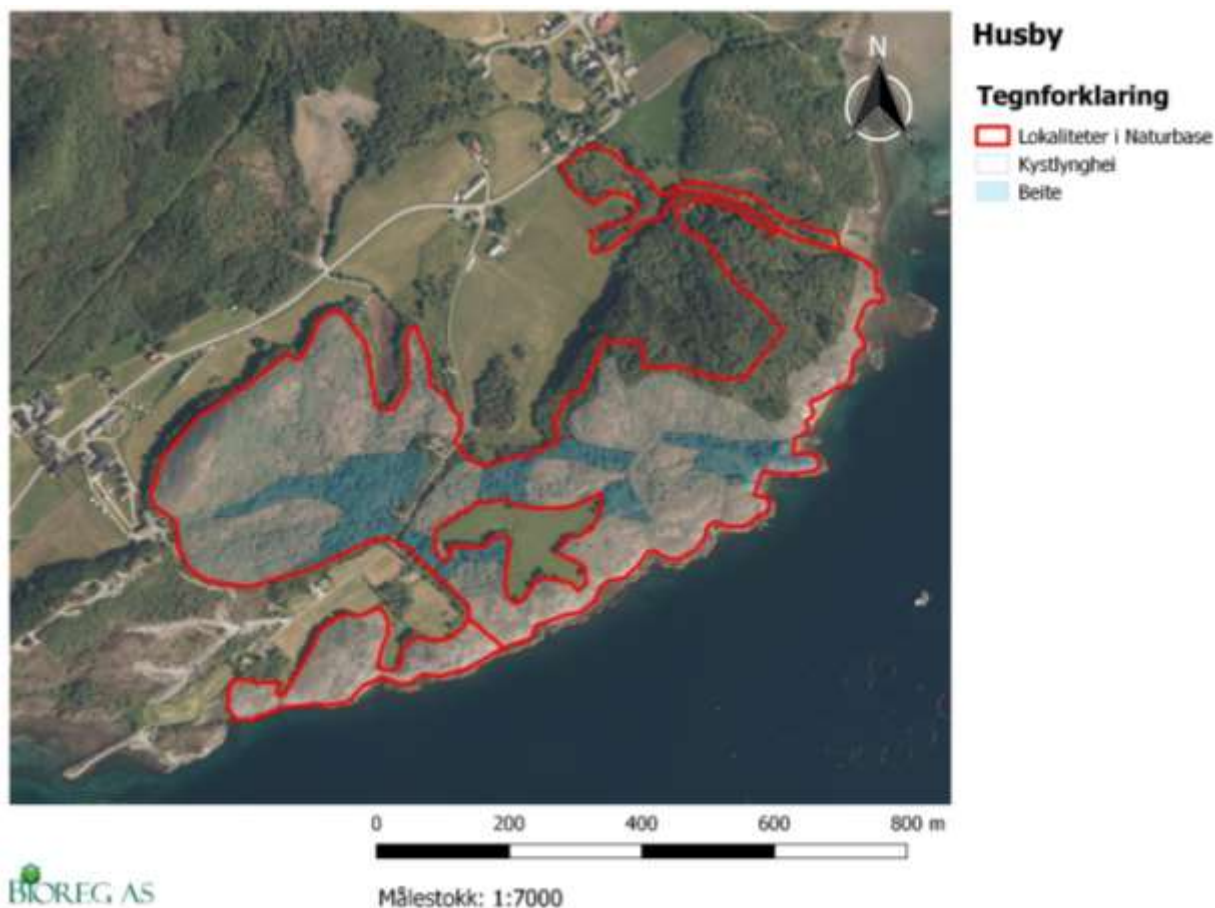 Husby
N
Tegnforklaring
Lokaliteter i Naturbase
Kystlynghei
Beite
0 200 400 600 800 m
Målestokk: 1:7000
BIOREG AS